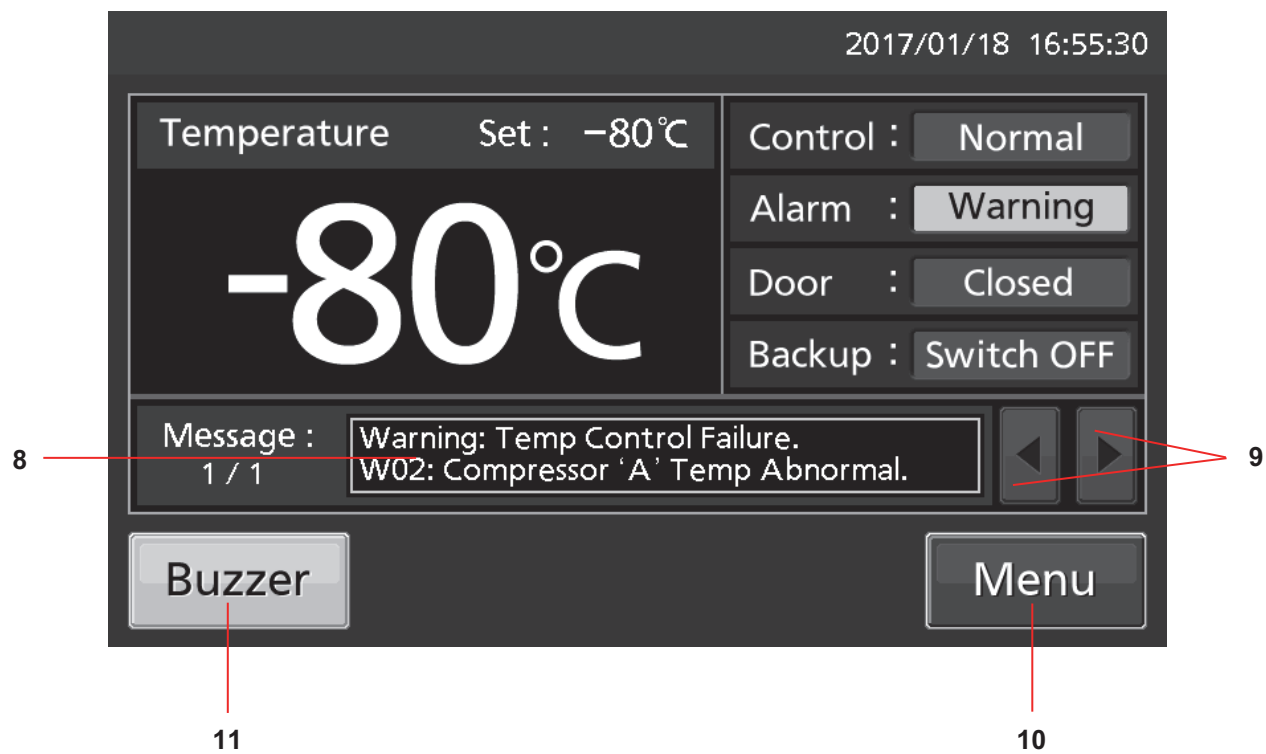 2017/01/18 16:55:30
Temperature Set : −80℃
-80℃
Control : Normal
Alarm : Warning
Door : Closed
Backup : Switch OFF
Message :
1 / 1
Warning: Temp Control Failure.
W02: Compressor ‘A’ Temp Abnormal.
8
9
Buzzer
Menu
11
10